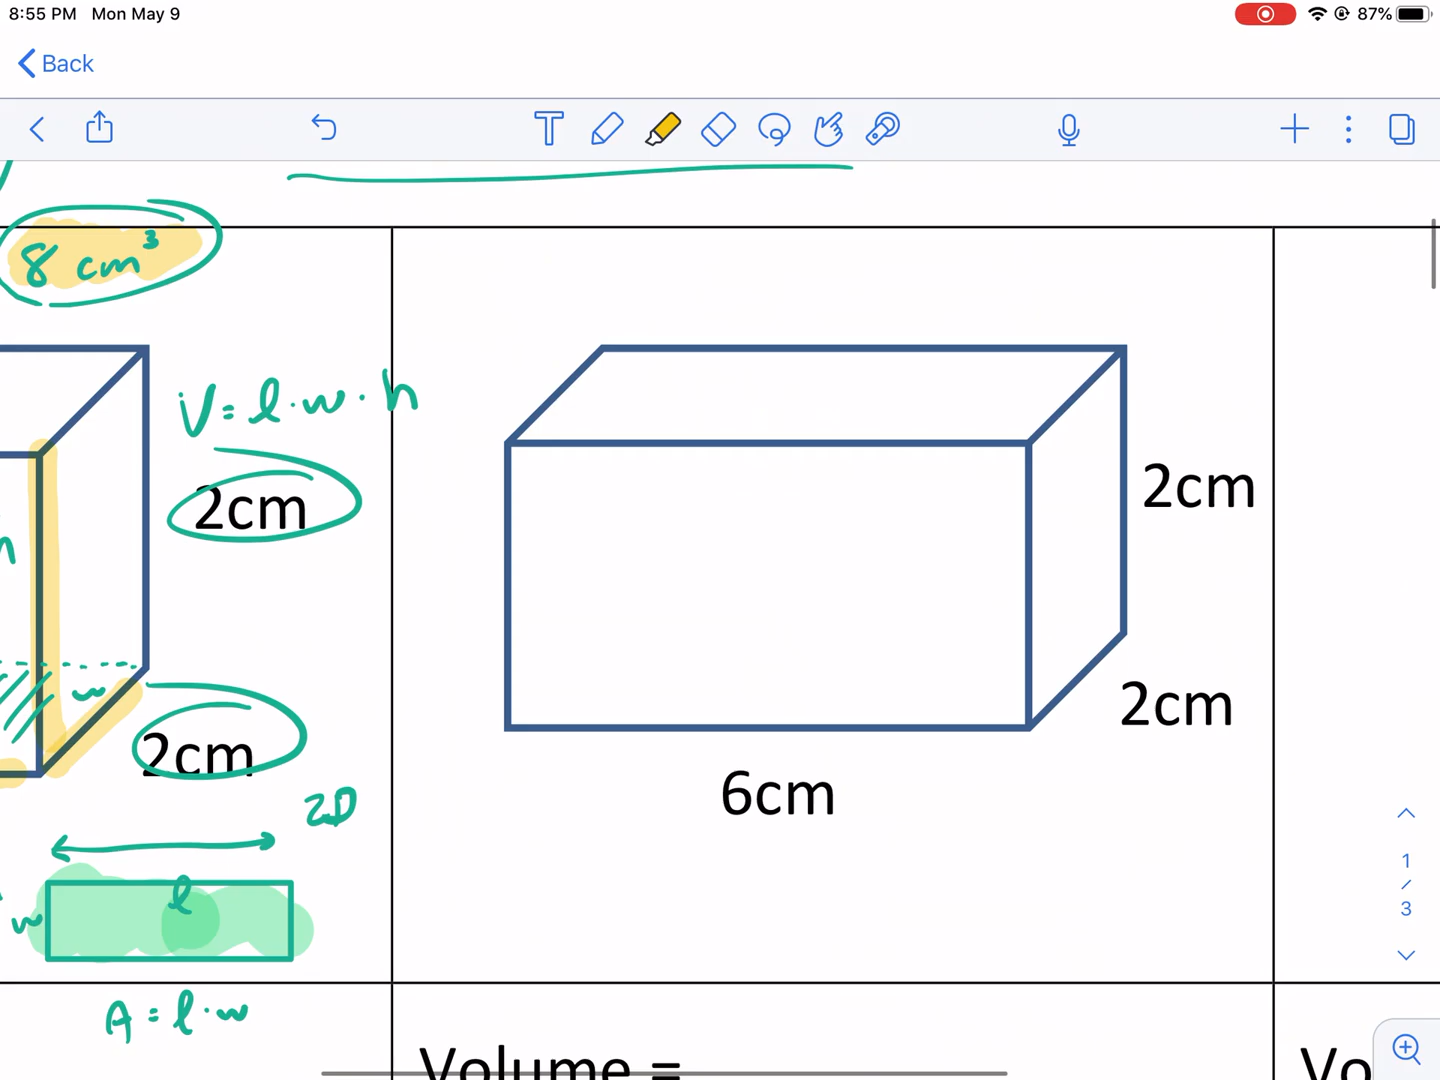 8:55 PM Mon May 9
87%
Back
8 cm³
V = l · w · h
2cm
w
2cm
2D
l
w
A = l · w
2cm
2cm
6cm
1
/
3
Volume =
Vo